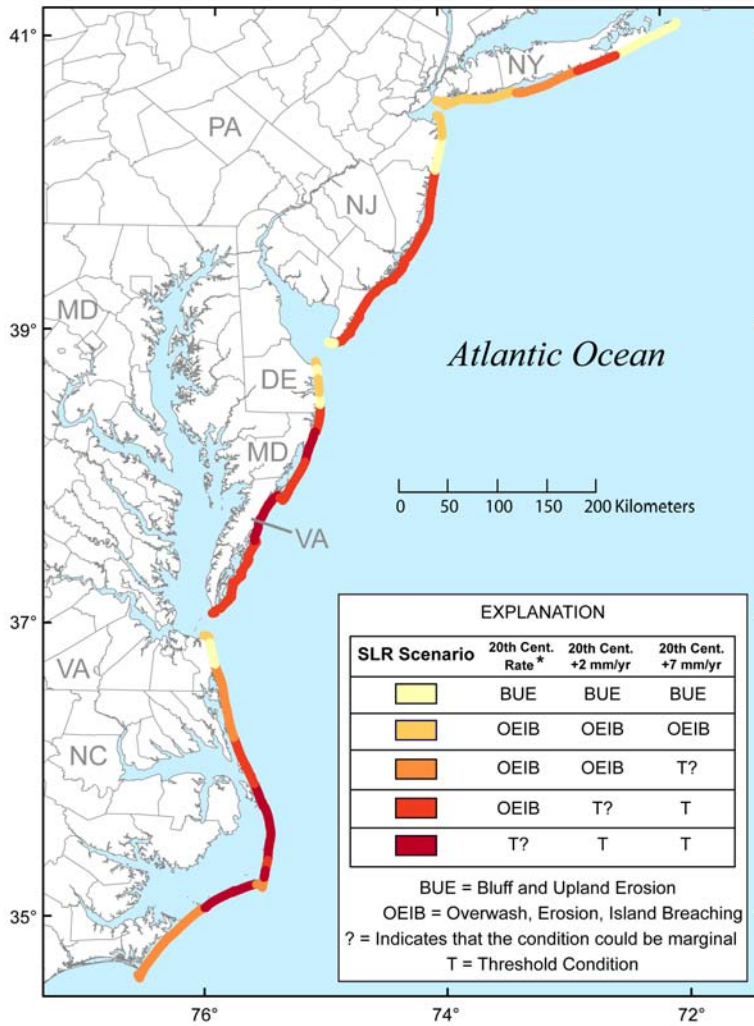 41°
39°
37°
35°
76°
74°
72°
NY
PA
NJ
MD
DE
MD
VA
VA
NC
Atlantic Ocean
0 50 100 200 Kilometers
EXPLANATION
SLR Scenario 20th Cent. Rate* 20th Cent. +2 mm/yr 20th Cent. +7 mm/yr
BUE BUE BUE
OEIB OEIB OEIB
OEIB OEIB T?
OEIB T? T
T? T T
BUE = Bluff and Upland Erosion
OEIB = Overwash, Erosion, Island Breaching
? = Indicates that the condition could be marginal
T = Threshold Condition